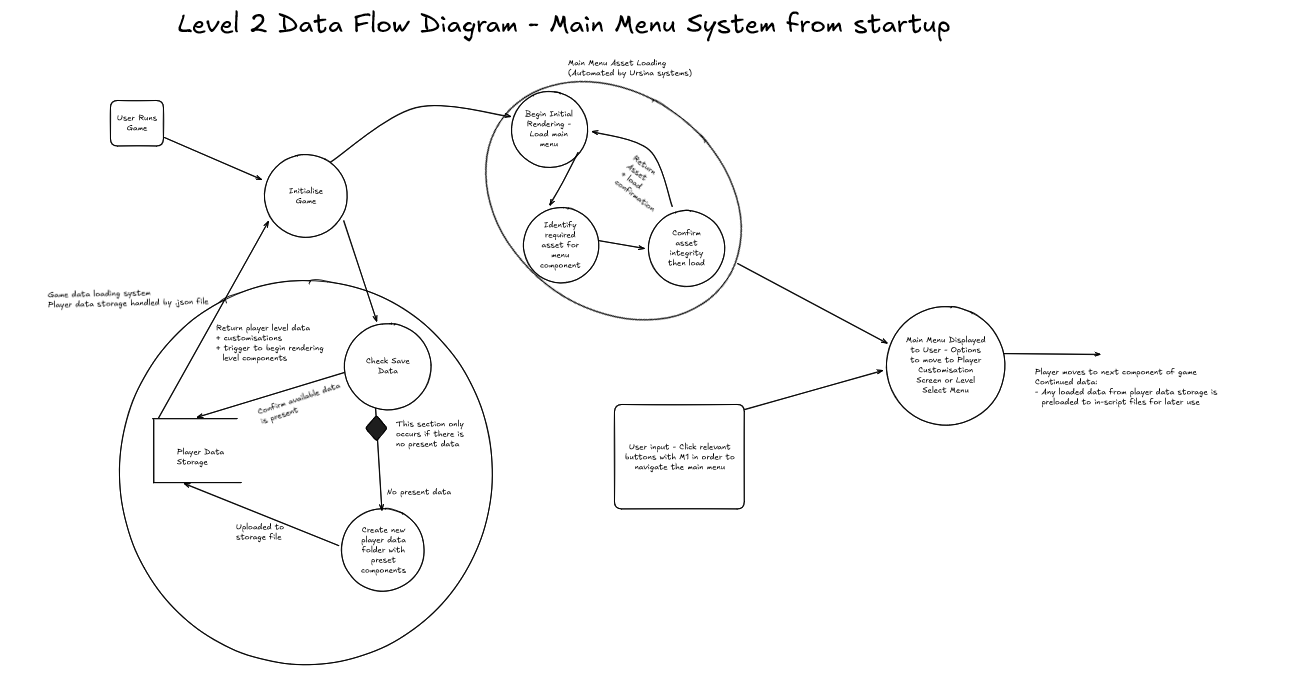 Level 2 Data Flow Diagram - Main Menu System from startup
Main Menu Asset Loading
(Automated by Ursina systems)
User Runs
Game
Begin Initial
Rendering -
Load main
menu
Initialise
Game
Return
Asset
+ load
confirmation
Identify
required
asset for
menu
component
Confirm
asset
integrity
then load
Game data loading system
Player data storage handled by json file
Return player level data
+ customisations
+ trigger to begin rendering
level components
Check Save
Data
Confirm available data
is present
This section only
occurs if there is
no present data
Player Data
Storage
No present data
Uploaded to
storage file
Create new
player data
folder with
preset
components
Main Menu Displayed
to User - Options
to move to Player
Customisation
Screen or Level
Select Menu
User input - Click relevant
buttons with M1 in order to
navigate the main menu
Player moves to next component of game
Continued data:
- Any loaded data from player data storage is
preloaded to in-script files for later use